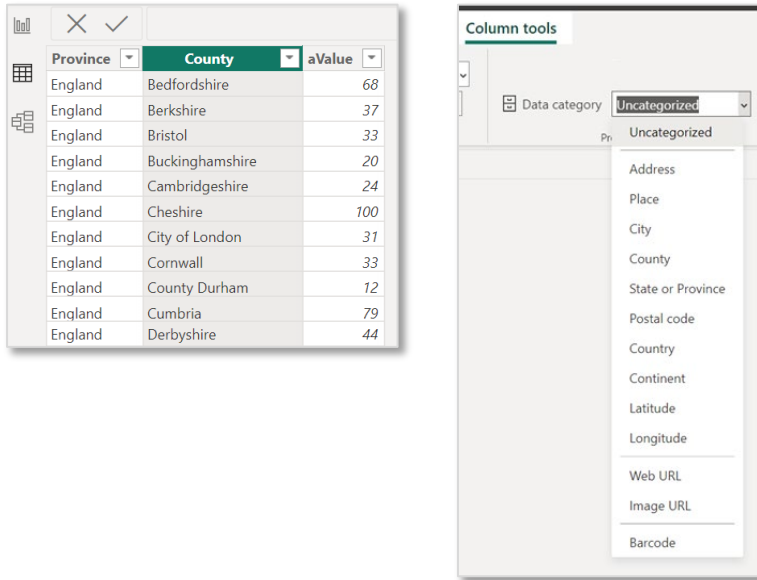 Province County aValue
England Bedfordshire 68
England Berkshire 37
England Bristol 33
England Buckinghamshire 20
England Cambridgeshire 24
England Cheshire 100
England City of London 31
England Cornwall 33
England County Durham 12
England Cumbria 79
England Derbyshire 44
Column tools
Data category Uncategorized
Uncategorized
Address
Place
City
County
State or Province
Postal code
Country
Continent
Latitude
Longitude
Web URL
Image URL
Barcode